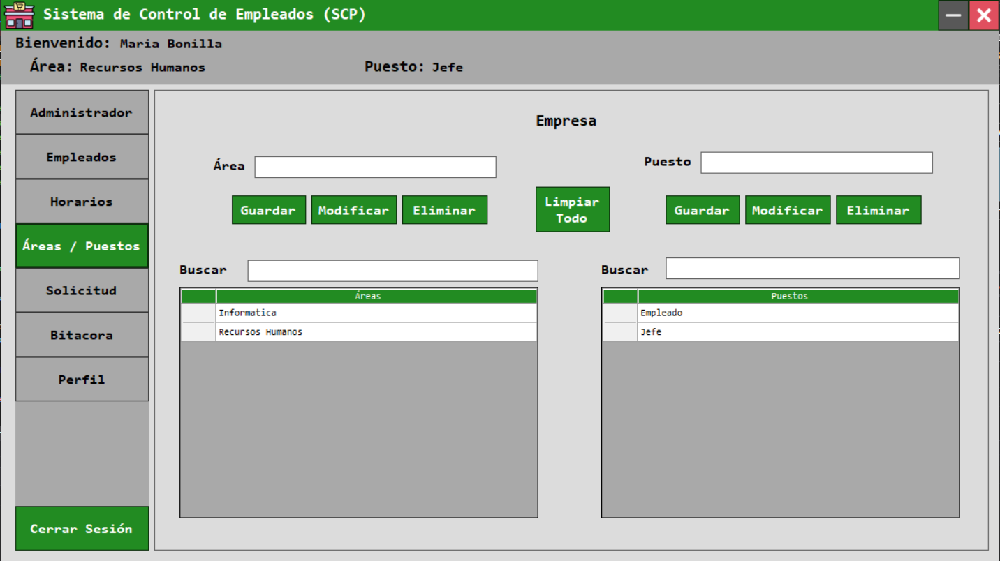 Sistema de Control de Empleados (SCP)
Bienvenido: Maria Bonilla
Área: Recursos Humanos
Puesto: Jefe
Administrador
Empleados
Horarios
Áreas / Puestos
Solicitud
Bitacora
Perfil
Cerrar Sesión
Empresa
Área
Guardar
Modificar
Eliminar
Limpiar
Todo
Puesto
Guardar
Modificar
Eliminar
Buscar
Áreas
Informatica
Recursos Humanos
Buscar
Puestos
Empleado
Jefe